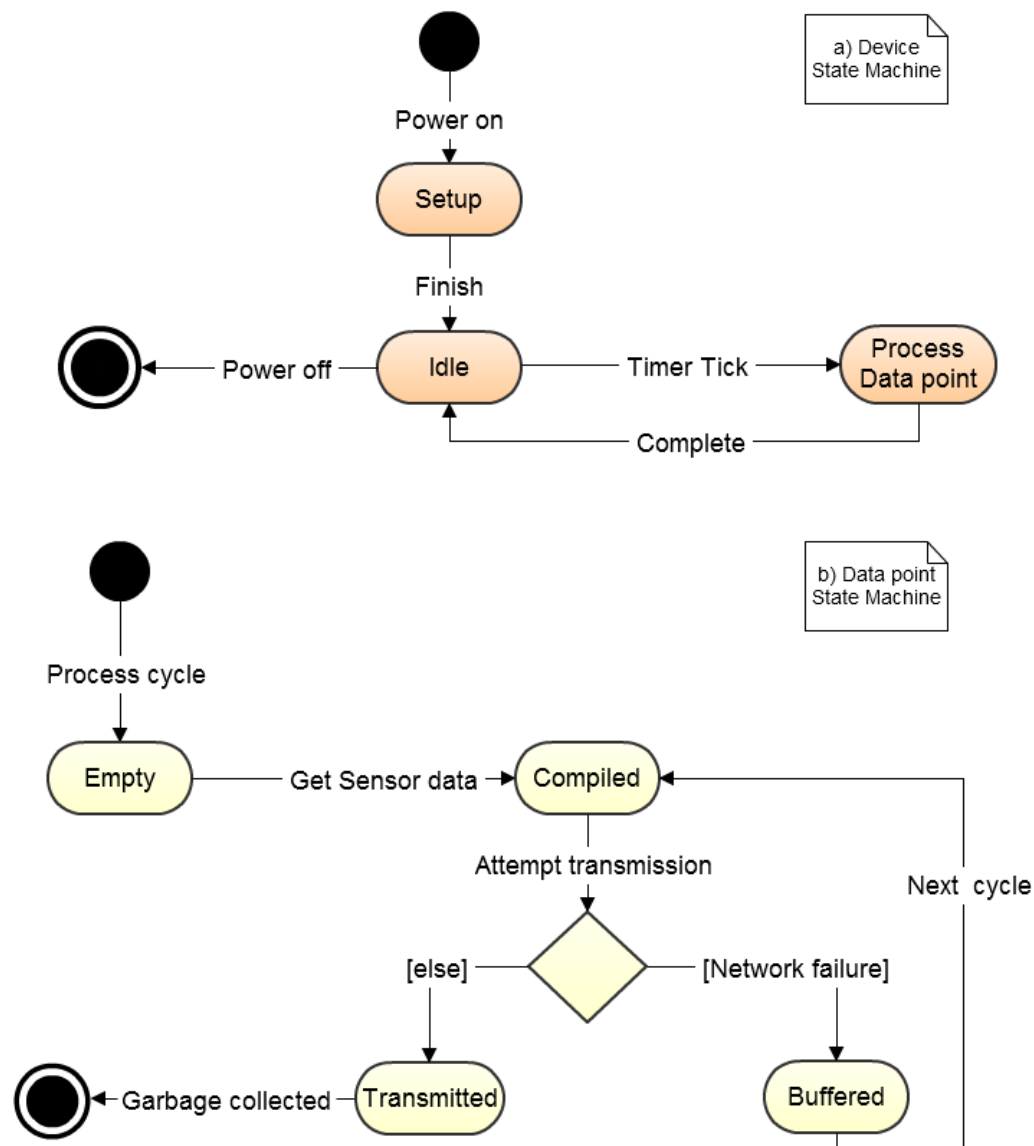 a) Device
State Machine
Power on
Setup
Finish
Power off
Idle
Timer Tick
Process
Data point
Complete
b) Data point
State Machine
Process cycle
Empty
Get Sensor data
Compiled
Attempt transmission
Next cycle
[else]
[Network failure]
Garbage collected
Transmitted
Buffered